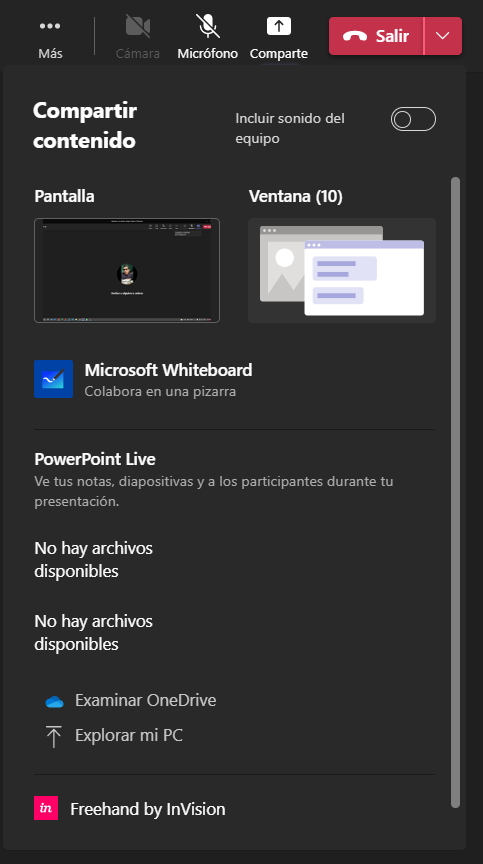 Más
Cámara
Micrófono
Comparte
Salir
Compartir
contenido
Incluir sonido del
equipo
Pantalla
Ventana (10)
Microsoft Whiteboard
Colabora en una pizarra
PowerPoint Live
Ve tus notas, diapositivas y a los participantes durante tu
presentación.
No hay archivos
disponibles
No hay archivos
disponibles
Examinar OneDrive
Explorar mi PC
in
Freehand by InVision